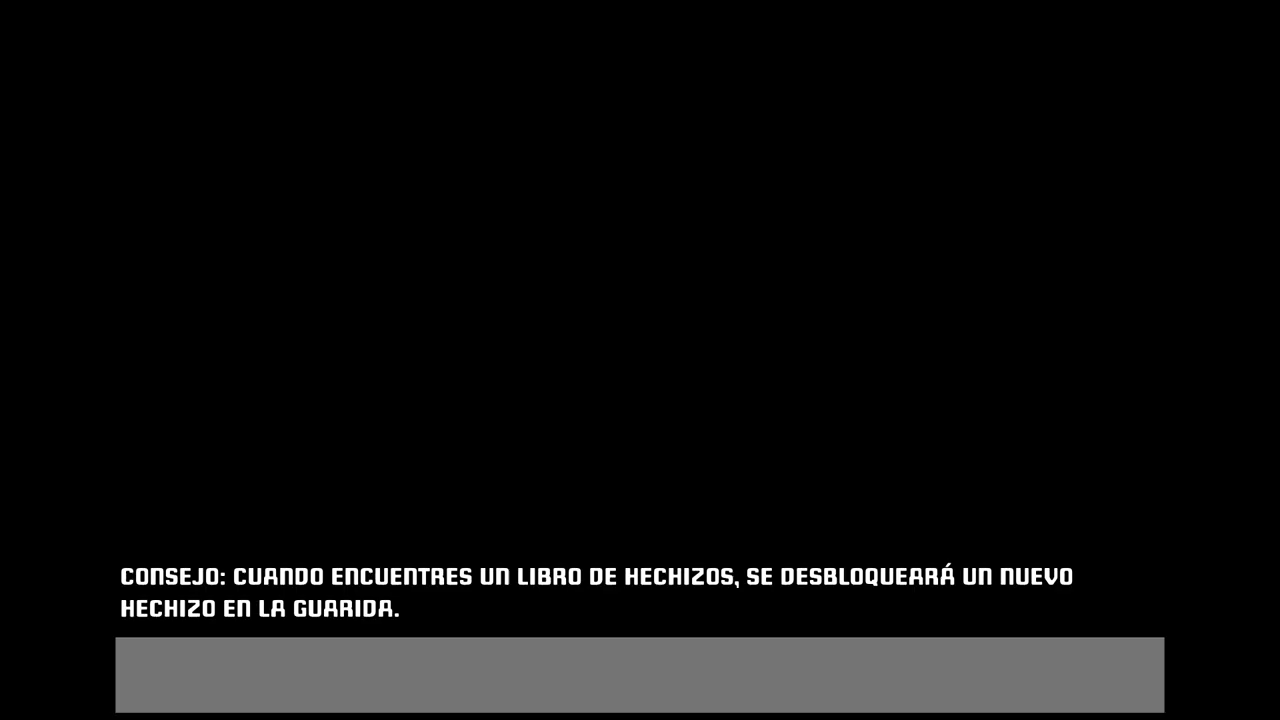 CONSEJO: CUANDO ENCUENTRES UN LIBRO DE HECHIZOS, SE DESBLOQUEARÁ UN NUEVO
HECHIZO EN LA GUARIDA.